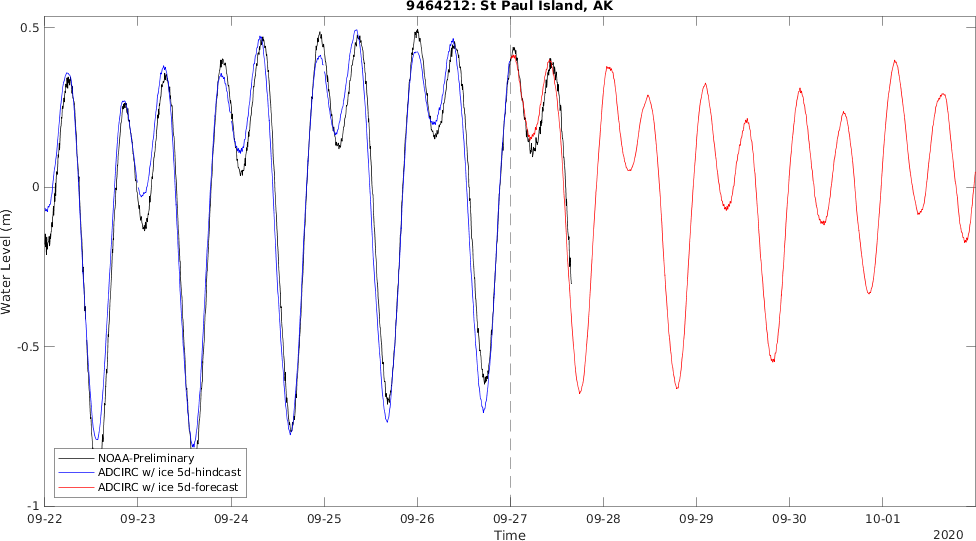 9464212: St Paul Island, AK
0.5
0
-0.5
-1
Water Level (m)
NOAA-Preliminary
ADCIRC w/ ice 5d-hindcast
ADCIRC w/ ice 5d-forecast
09-22 09-23 09-24 09-25 09-26 09-27 09-28 09-29 09-30 10-01
Time
2020